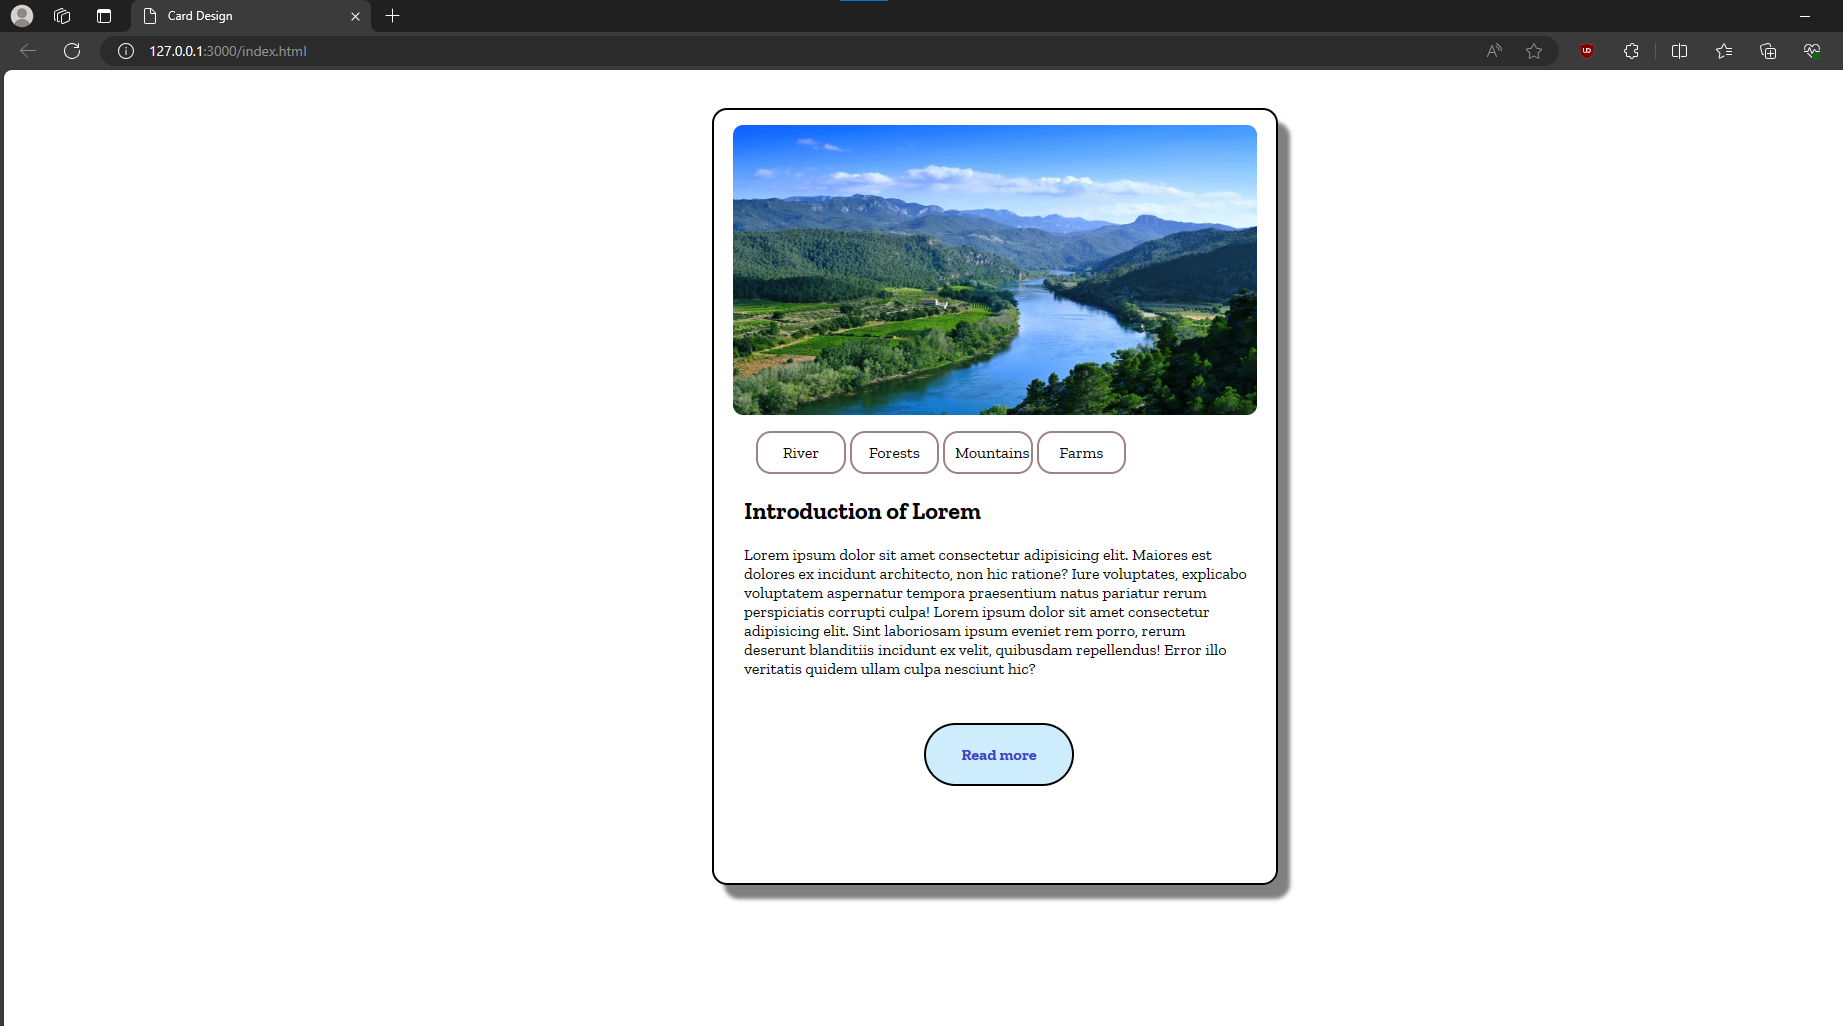 Card Design
127.0.0.1:3000/index.html
River
Forests
Mountains
Farms
Introduction of Lorem
Lorem ipsum dolor sit amet consectetur adipisicing elit. Maiores est
dolores ex incidunt architecto, non hic ratione? Iure voluptates, explicabo
voluptatem aspernatur tempora praesentium natus pariatur rerum
perspiciatis corrupti culpa! Lorem ipsum dolor sit amet consectetur
adipisicing elit. Sint laboriosam ipsum eveniet rem porro, rerum
deserunt blanditiis incidunt ex velit, quibusdam repellendus! Error illo
veritatis quidem ullam culpa nesciunt hic?
Read more